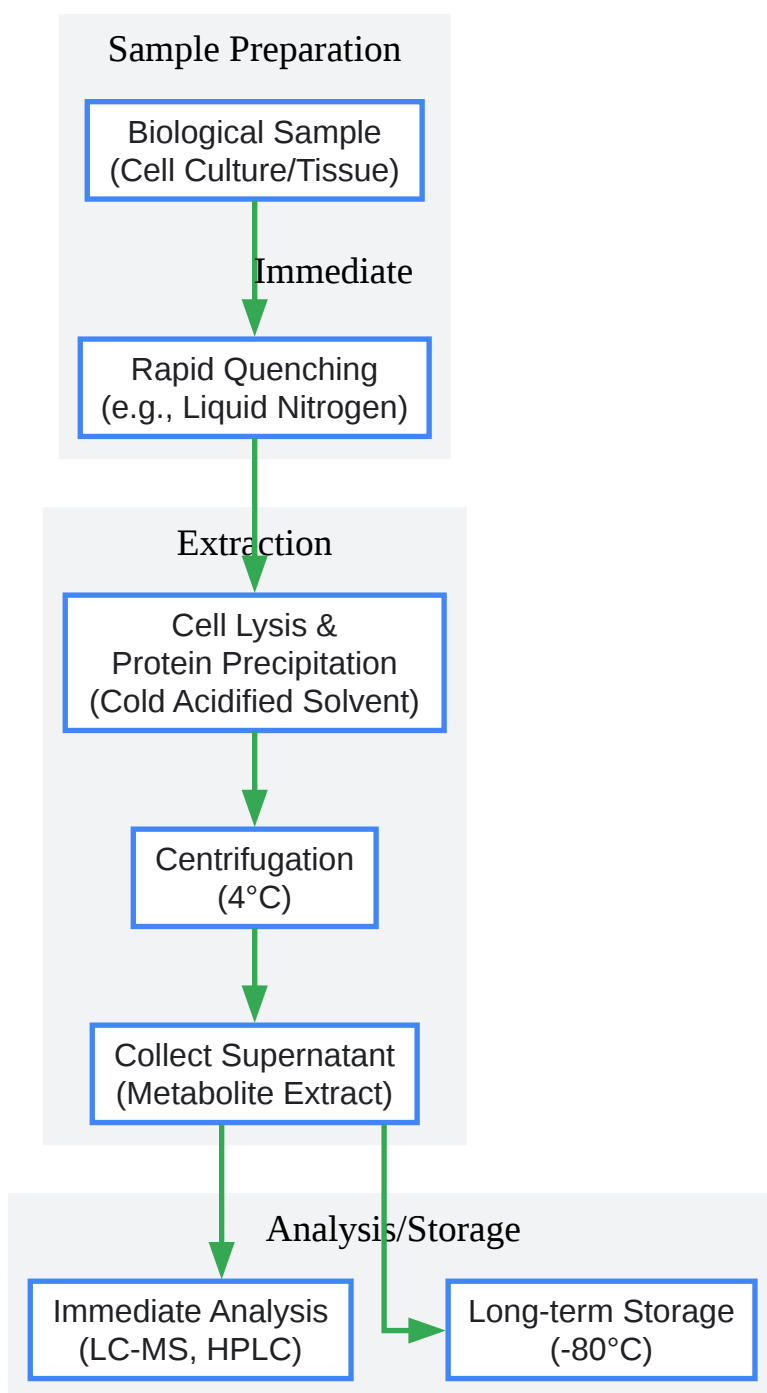 Sample Preparation
Biological Sample
(Cell Culture/Tissue)
Immediate
Rapid Quenching
(e.g., Liquid Nitrogen)
Extraction
Cell Lysis &
Protein Precipitation
(Cold Acidified Solvent)
Centrifugation
(4°C)
Collect Supernatant
(Metabolite Extract)
Analysis/Storage
Immediate Analysis
(LC-MS, HPLC)
Long-term Storage
(-80°C)